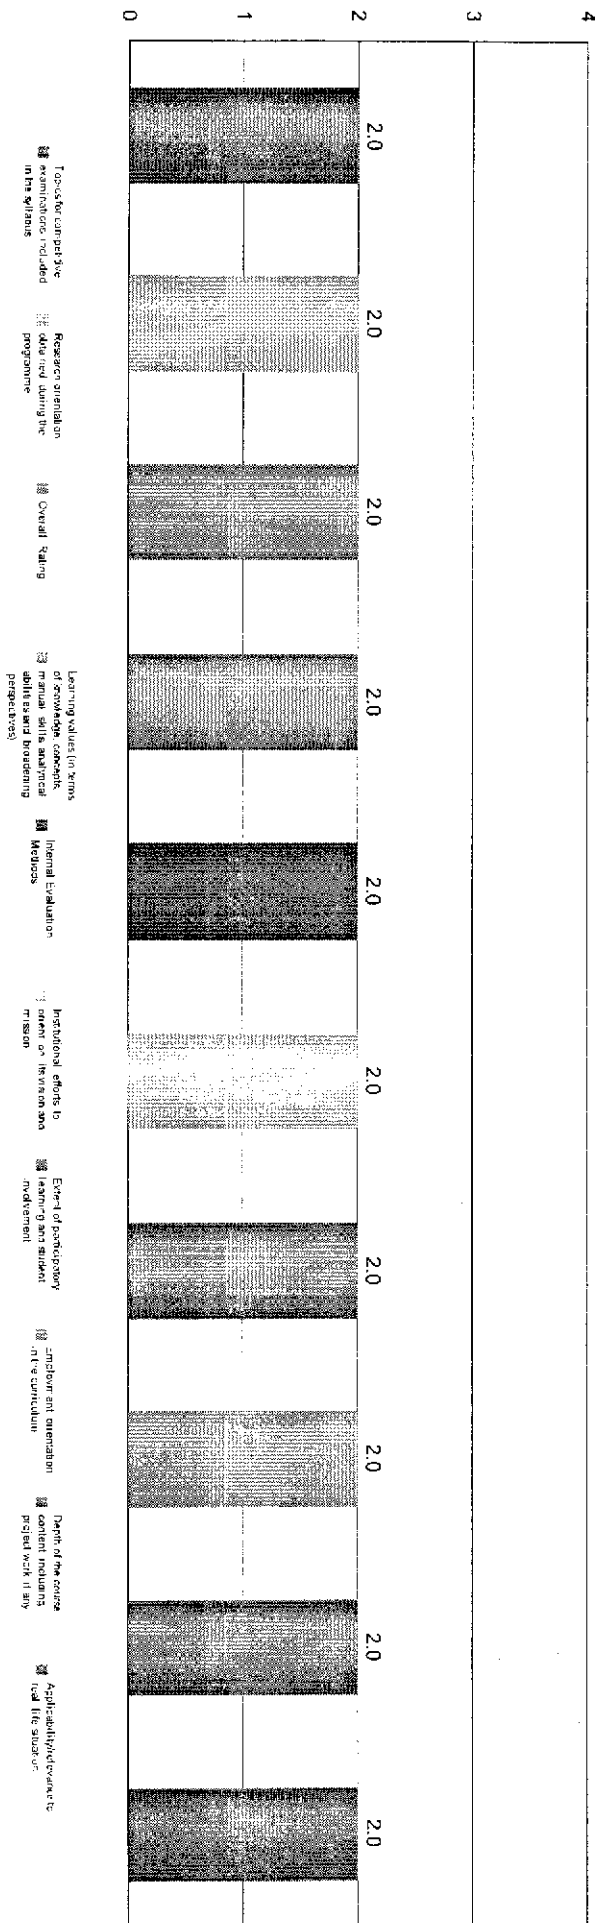 4
3
2
1
0
2.0
2.0
2.0
2.0
2.0
2.0
2.0
2.0
2.0
2.0
Topics for competitive
examinations included
in the syllabus
Research orientation
obtained during the
programme
Overall Rating
Learning values (in terms
of knowledge, concepts,
manual skills, analytical
abilities and broadening
perspectives)
Internal Evaluation
Methods
Institutional efforts to
orient on its vision and
mission
Extent of participatory
learning and student
involvement
Employment orientation
in the curriculum
Depth of the course
content including
project work if any
Applicability/relevance to
real life situation